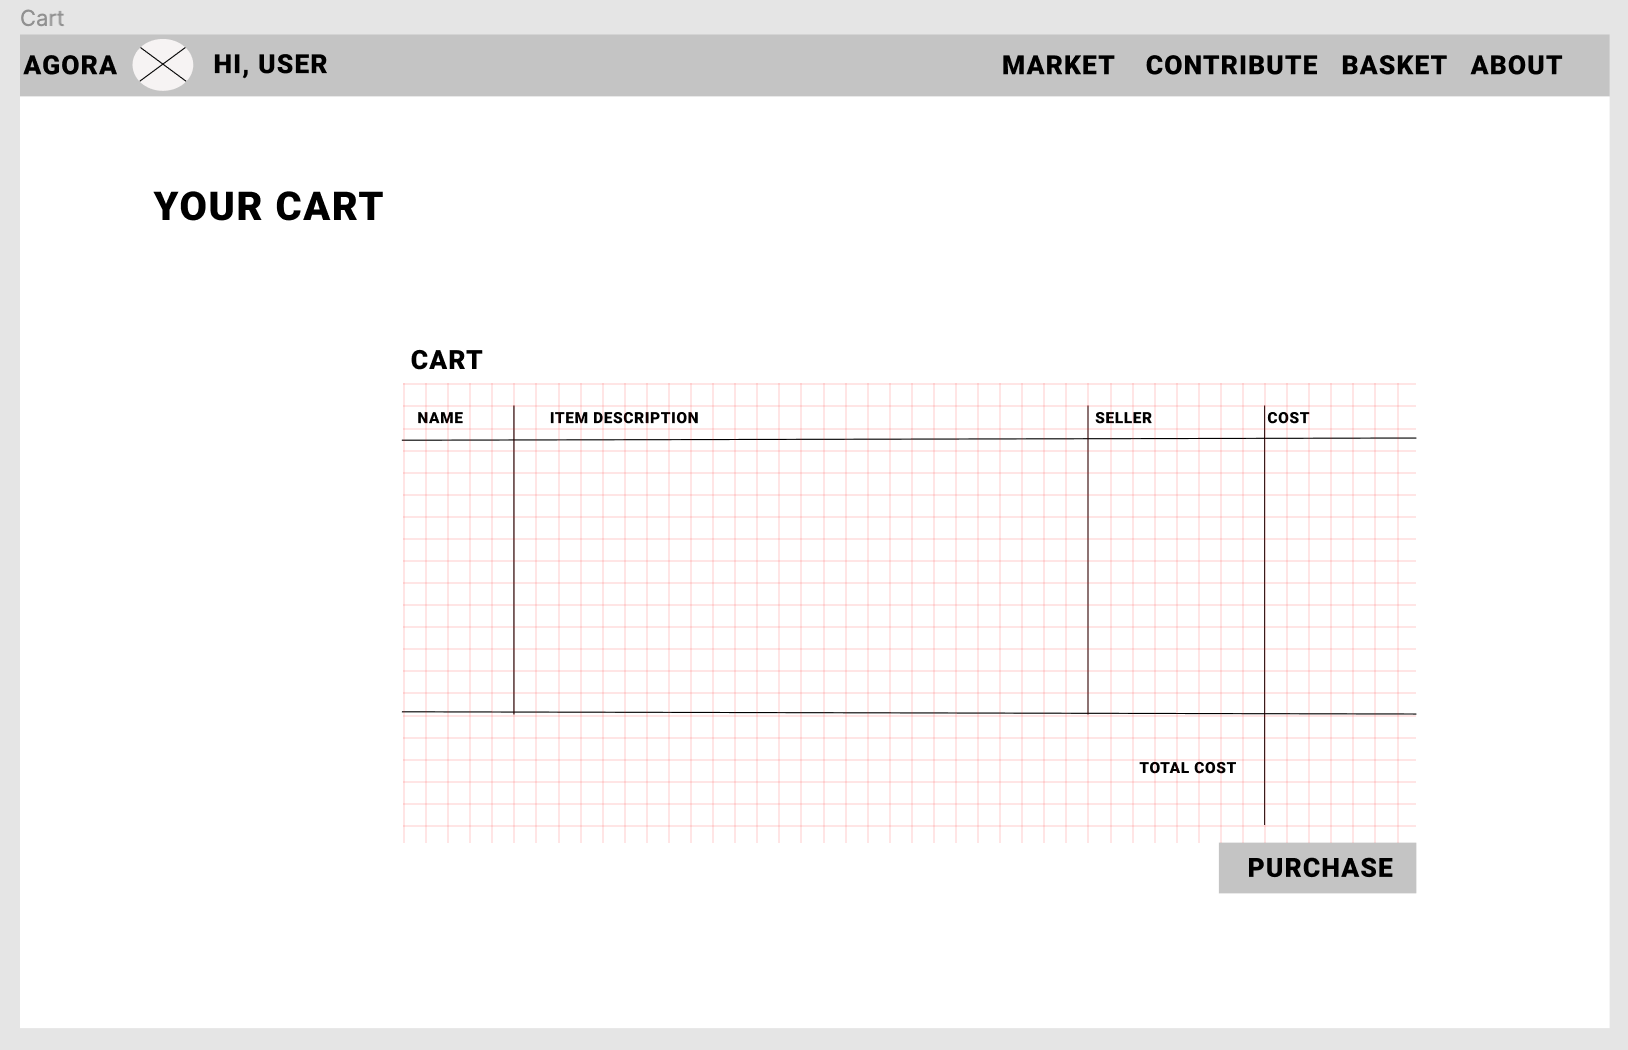 Cart
AGORA HI, USER MARKET CONTRIBUTE BASKET ABOUT
YOUR CART
CART
NAME ITEM DESCRIPTION SELLER COST
TOTAL COST
PURCHASE